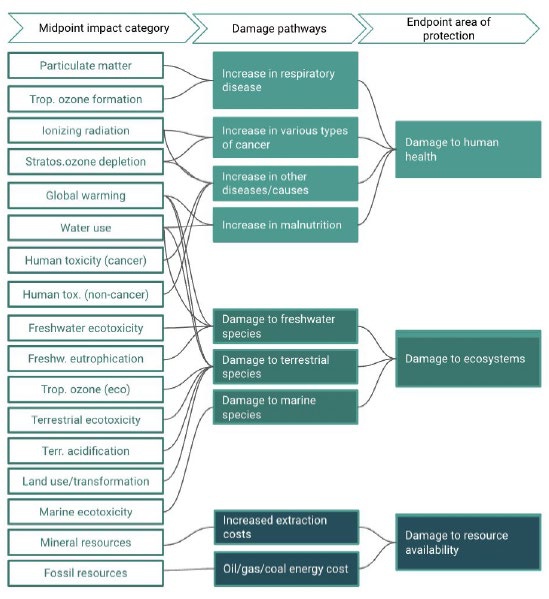 Midpoint impact category
Damage pathways
Endpoint area of
protection
Particulate matter
Trop. ozone formation
Ionizing radiation
Stratos.ozone depletion
Global warming
Water use
Human toxicity (cancer)
Human tox. (non-cancer)
Freshwater ecotoxicity
Freshw. eutrophication
Trop. ozone (eco)
Terrestrial ecotoxicity
Terr. acidification
Land use/transformation
Marine ecotoxicity
Mineral resources
Fossil resources
Increase in respiratory
disease
Increase in various types
of cancer
Increase in other
diseases/causes
Increase in malnutrition
Damage to freshwater
species
Damage to terrestrial
species
Damage to marine
species
Increased extraction
costs
Oil/gas/coal energy cost
Damage to human
health
Damage to ecosystems
Damage to resource
availability